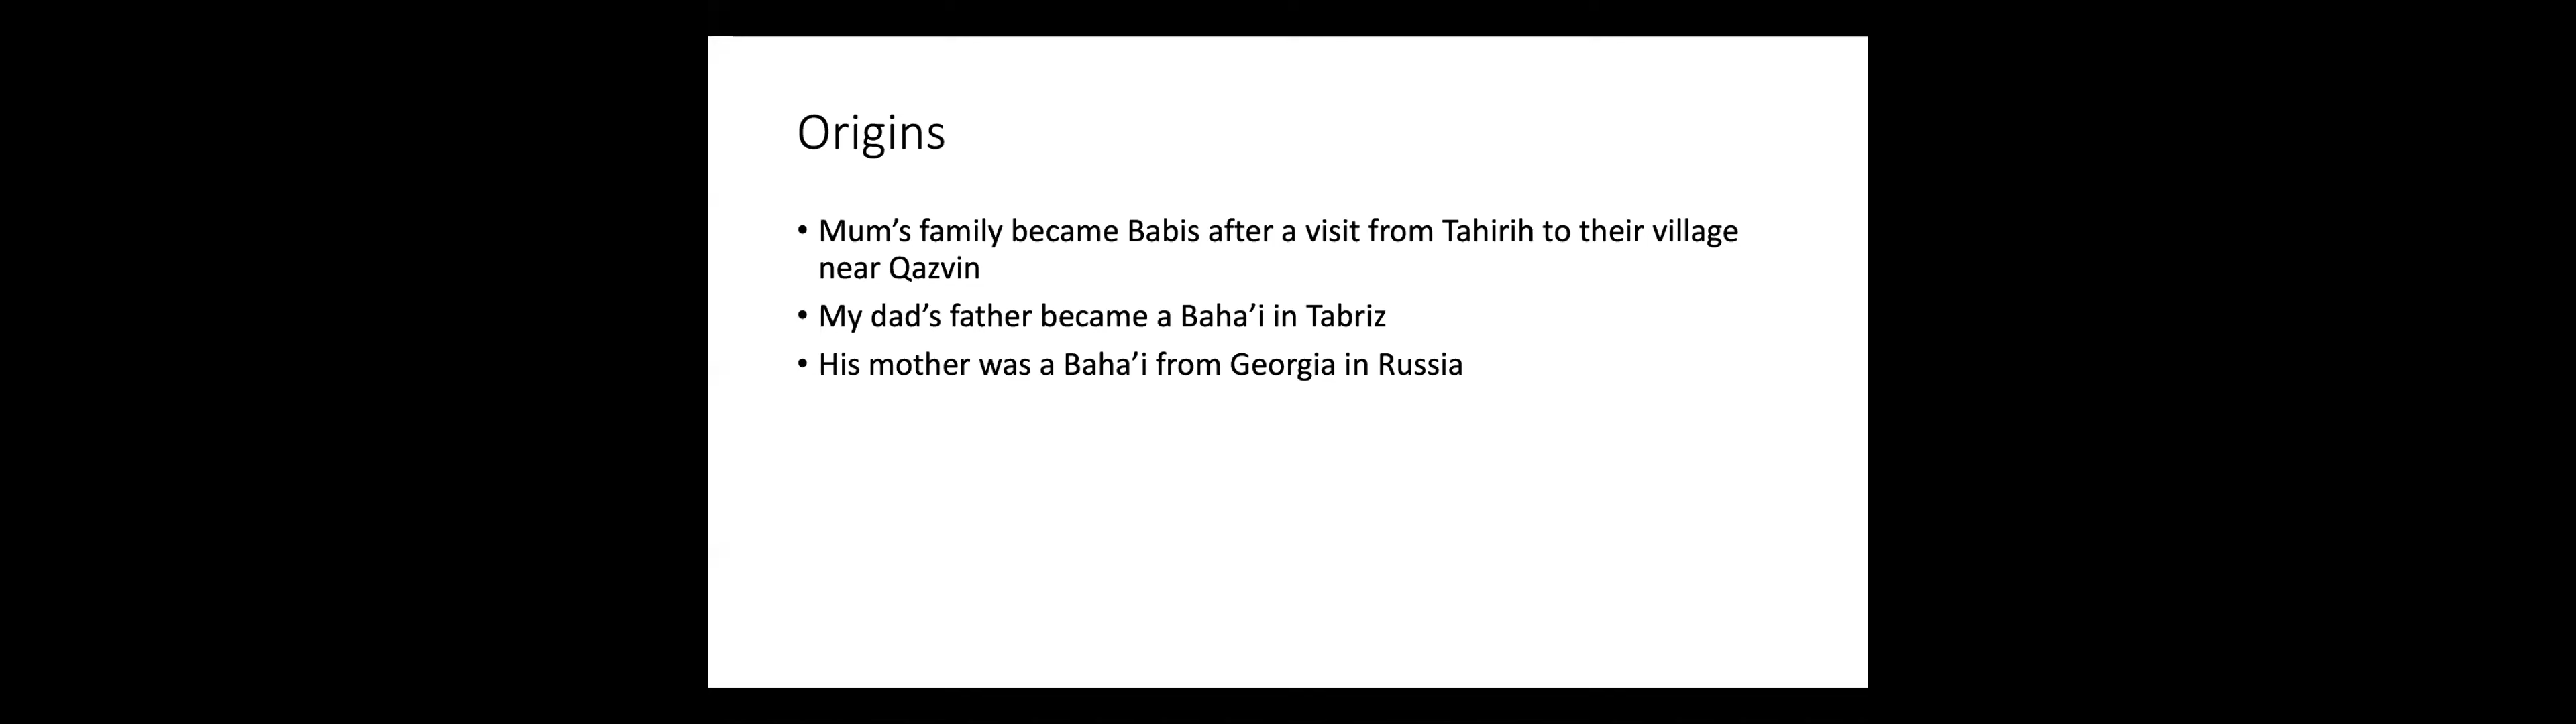 Origins
• Mum’s family became Babis after a visit from Tahirih to their village
near Qazvin
• My dad’s father became a Baha’i in Tabriz
• His mother was a Baha’i from Georgia in Russia